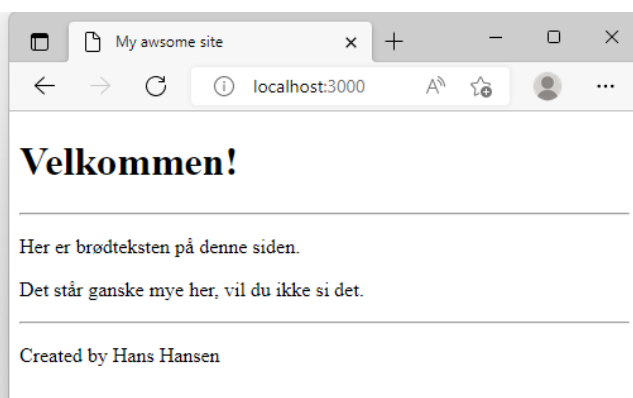 My awsome site
localhost:3000
Velkommen!
Her er brødteksten på denne siden.
Det står ganske mye her, vil du ikke si det.
Created by Hans Hansen